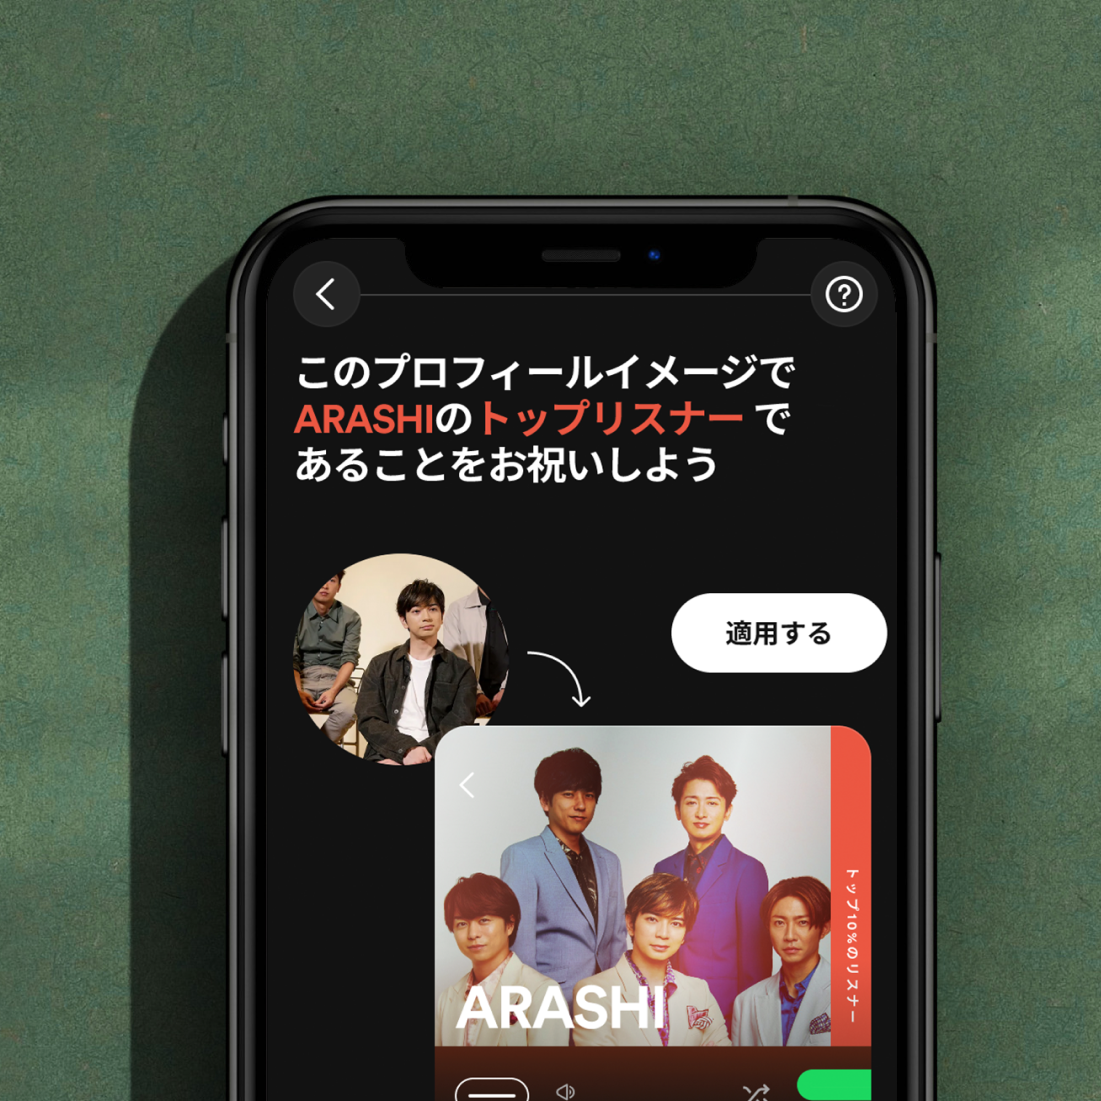 このプロフィールイメージで
ARASHIのトップリスナー で
あることをお祝いしよう
適用する
トップ10%のリスナー
ARASHI